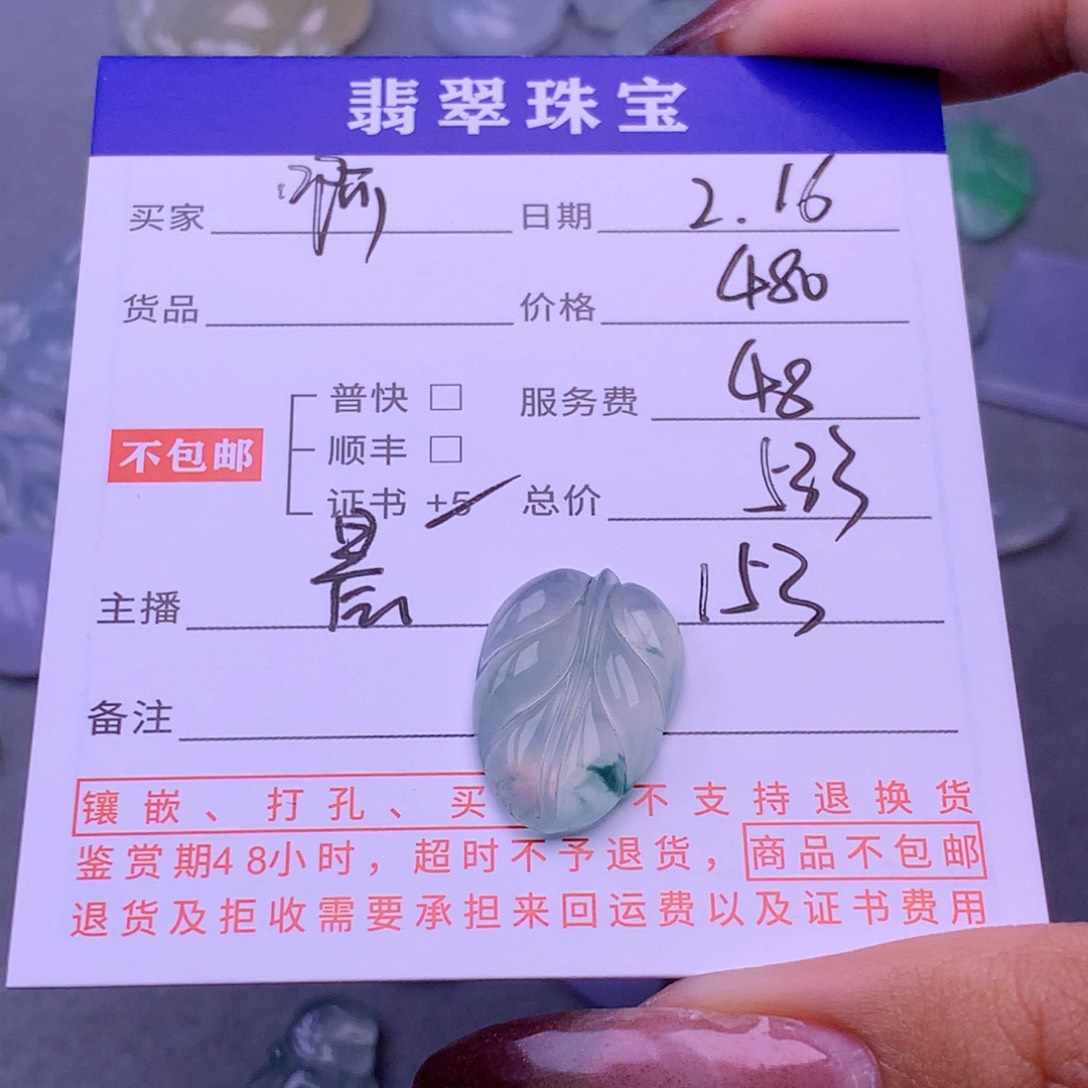 翡翠珠宝
买家 日期 2.16
货品 价格 480
普快 □ 服务费 48
不包邮 顺丰 □
证书 +5 总价 533
主播 153
备注
镶嵌、打孔、买 不支持退换货
鉴赏期48小时，超时不予退货，商品不包邮
退货及拒收需要承担来回运费以及证书费用